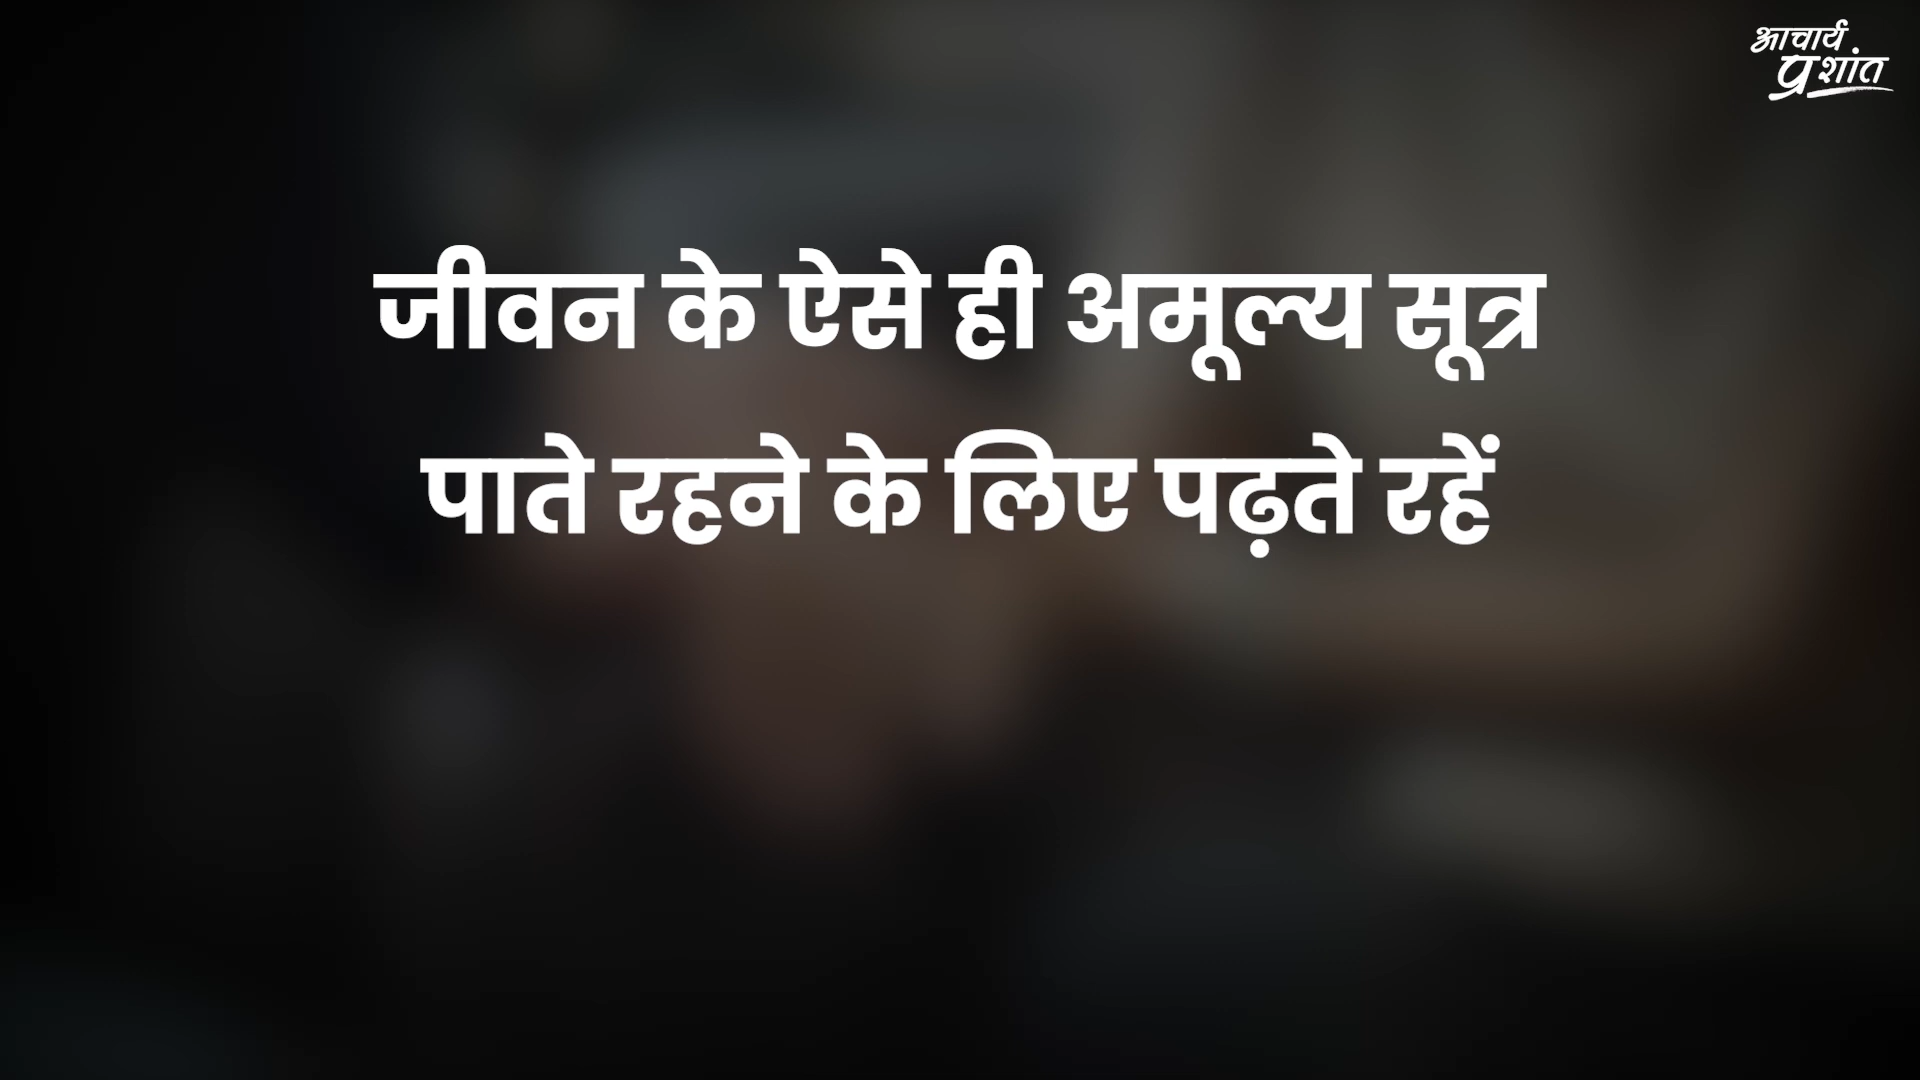 आचार्य
प्रशांत
जीवन के ऐसे ही अमूल्य सूत्र
पाते रहने के लिए पढ़ते रहें